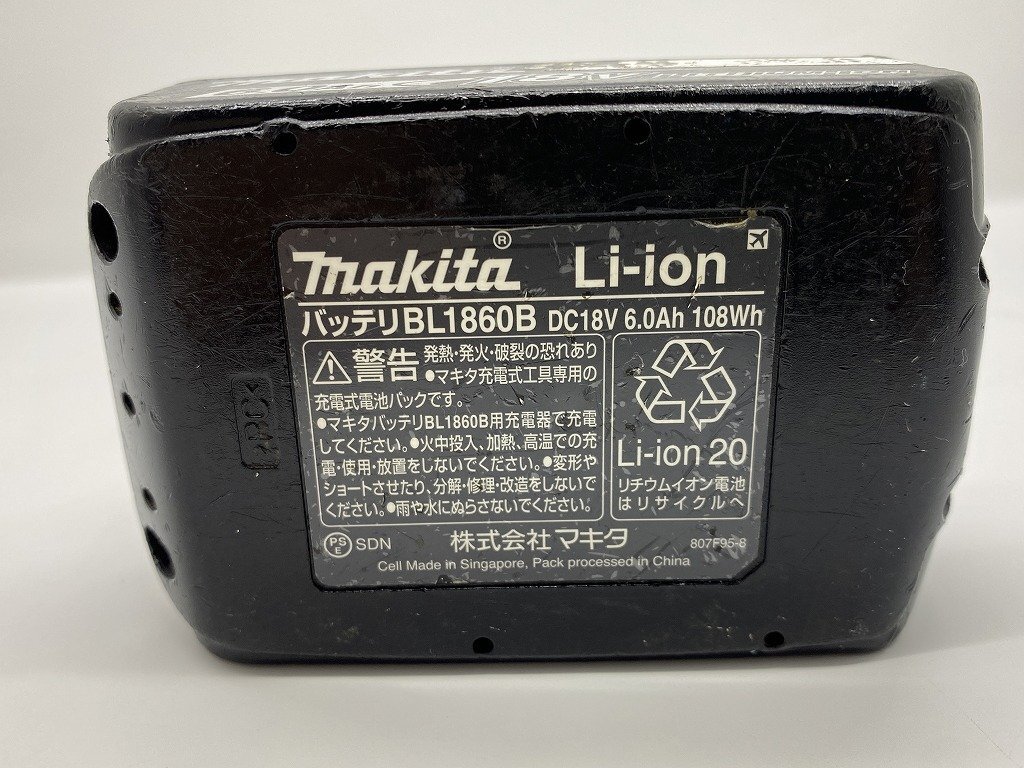 makita® Li-ion
バッテリBL1860B DC18V 6.0Ah 108Wh
警告 発熱・発火・破裂の恐れあり
●マキタ充電式工具専用の
充電式電池パックです。
●マキタバッテリBL1860B用充電器で充電
してください。●火中投入、加熱、高温での充
電・使用・放置をしないでください。●変形や
ショートさせたり、分解・修理・改造をしないで
ください。●雨や水にぬらさないでください。
Li-ion 20
リチウムイオン電池
はリサイクルへ
PSE SDN 株式会社 マキタ 807F95-8
Cell Made in Singapore, Pack processed in China